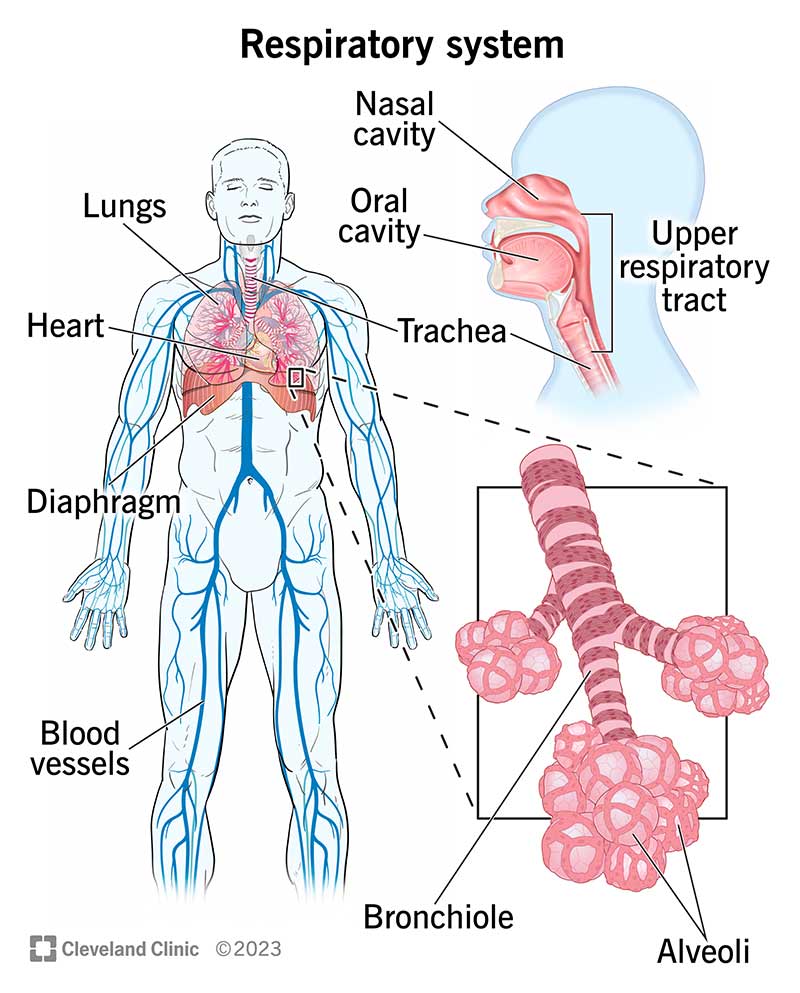 Respiratory system
Nasal
cavity
Lungs
Oral
cavity
Upper
respiratory
tract
Heart
Trachea
Diaphragm
Blood
vessels
Bronchiole
Alveoli
Cleveland Clinic ©2023